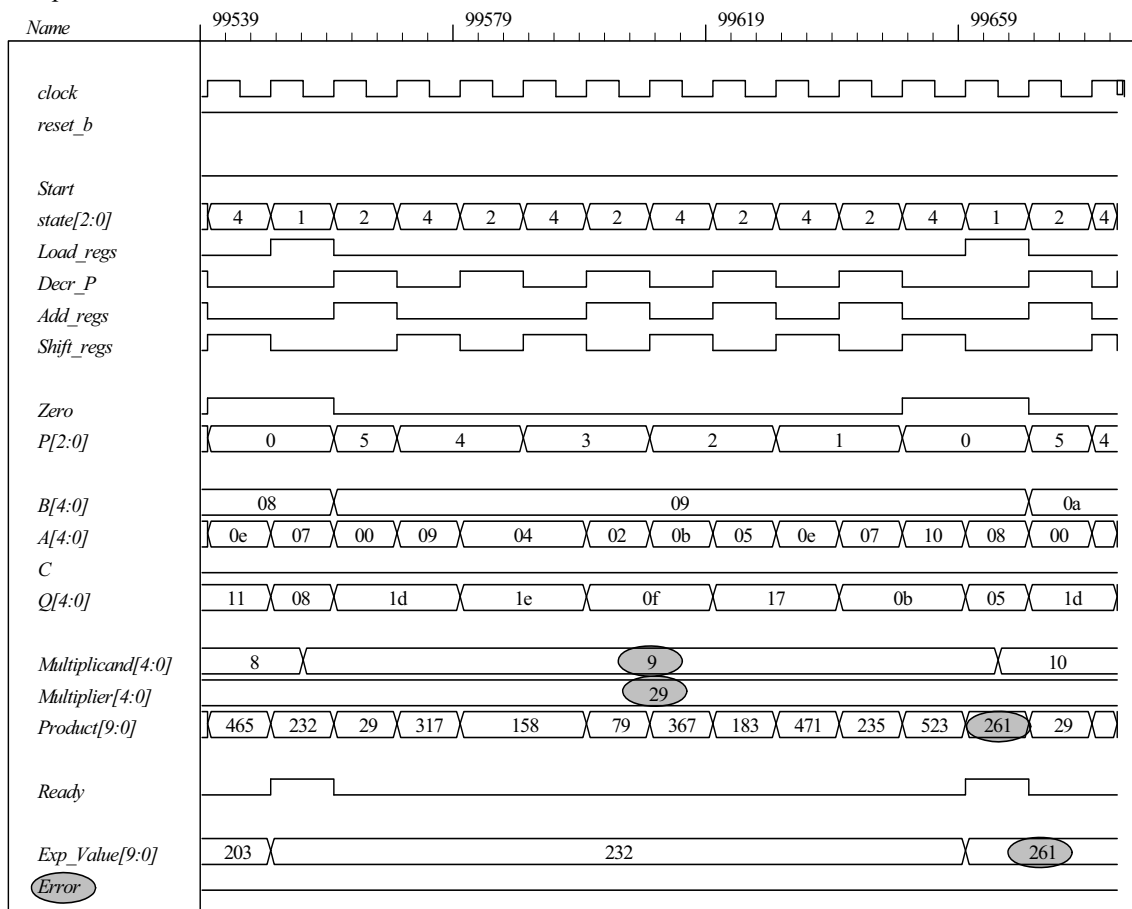 Name 99539 99579 99619 99659
clock
reset_b
Start
state[2:0] 4 1 2 4 2 4 2 4 2 4 2 4 1 2 4
Load_regs
Decr_P
Add_regs
Shift_regs
Zero
P[2:0] 0 5 4 3 2 1 0 5 4
B[4:0] 08 09 0a
A[4:0] 0e 07 00 09 04 02 0b 05 0e 07 10 08 00
C
Q[4:0] 11 08 1d 1e 0f 17 0b 05 1d
Multiplicand[4:0] 8 9 10
Multiplier[4:0] 29
Product[9:0] 465 232 29 317 158 79 367 183 471 235 523 261 29
Ready
Exp_Value[9:0] 203 232 261
Error